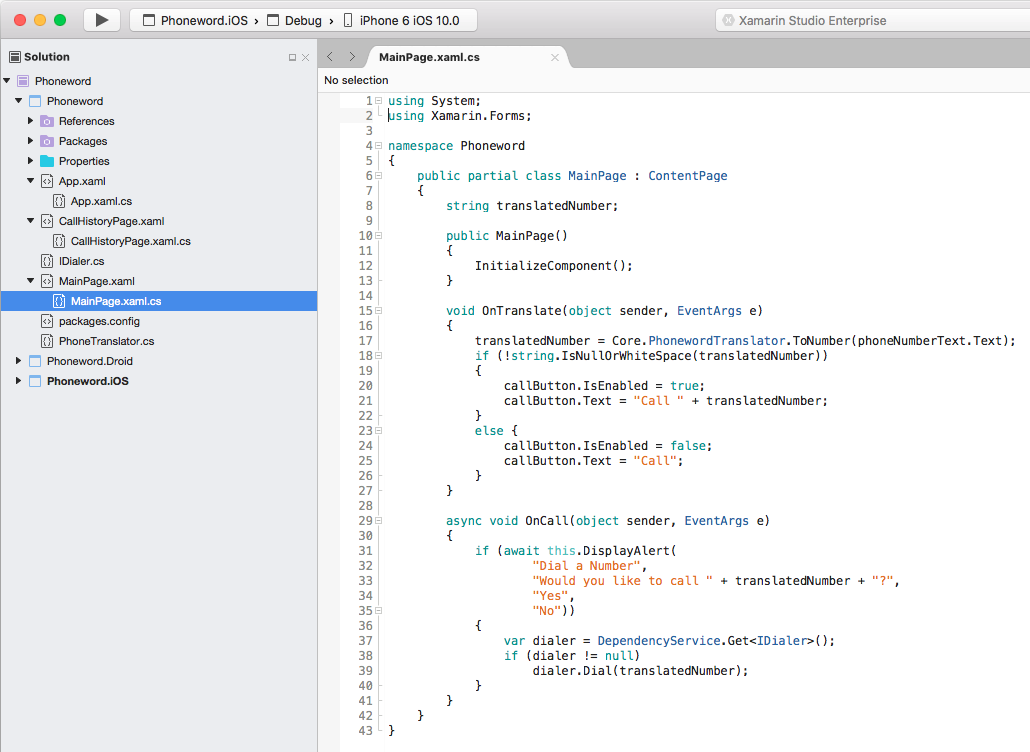 Phoneword.iOS › Debug › iPhone 6 iOS 10.0
Xamarin Studio Enterprise
Solution
Phoneword
Phoneword
References
Packages
Properties
App.xaml
App.xaml.cs
CallHistoryPage.xaml
CallHistoryPage.xaml.cs
IDialer.cs
MainPage.xaml
MainPage.xaml.cs
packages.config
PhoneTranslator.cs
Phoneword.Droid
Phoneword.iOS
MainPage.xaml.cs
No selection
1 using System;
2 using Xamarin.Forms;
3
4 namespace Phoneword
5 {
6     public partial class MainPage : ContentPage
7     {
8         string translatedNumber;
9
10         public MainPage()
11         {
12             InitializeComponent();
13         }
14
15         void OnTranslate(object sender, EventArgs e)
16         {
17             translatedNumber = Core.PhonewordTranslator.ToNumber(phoneNumberText.Text);
18             if (!string.IsNullOrWhiteSpace(translatedNumber))
19             {
20                 callButton.IsEnabled = true;
21                 callButton.Text = "Call " + translatedNumber;
22             }
23             else {
24                 callButton.IsEnabled = false;
25                 callButton.Text = "Call";
26             }
27         }
28
29         async void OnCall(object sender, EventArgs e)
30         {
31             if (await this.DisplayAlert(
32                     "Dial a Number",
33                     "Would you like to call " + translatedNumber + "?",
34                     "Yes",
35                     "No"))
36             {
37                 var dialer = DependencyService.Get<IDialer>();
38                 if (dialer != null)
39                     dialer.Dial(translatedNumber);
40             }
41         }
42     }
43 }